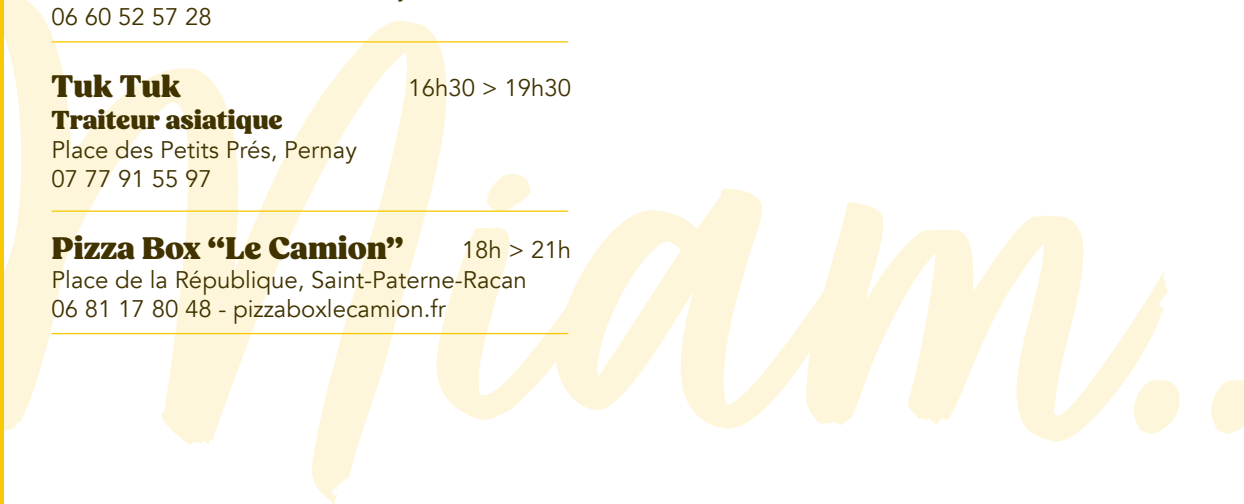 06 60 52 57 28
Tuk Tuk 16h30 > 19h30
Traiteur asiatique
Place des Petits Prés, Pernay
07 77 91 55 97
Pizza Box “Le Camion” 18h > 21h
Place de la République, Saint-Paterne-Racan
06 81 17 80 48 - pizzaboxlecamion.fr
Miam..